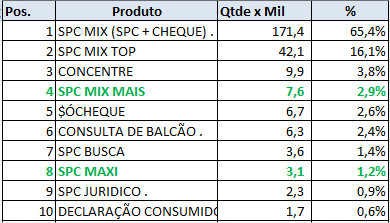 Pos. Produto Qtde x Mil %
1 SPC MIX (SPC + CHEQUE) . 171,4 65,4%
2 SPC MIX TOP 42,1 16,1%
3 CONCENTRE 9,9 3,8%
4 SPC MIX MAIS 7,6 2,9%
5 $ÓCHEQUE 6,7 2,6%
6 CONSULTA DE BALCÃO . 6,3 2,4%
7 SPC BUSCA 3,6 1,4%
8 SPC MAXI 3,1 1,2%
9 SPC JURIDICO . 2,3 0,9%
10 DECLARAÇÃO CONSUMIDO 1,7 0,6%